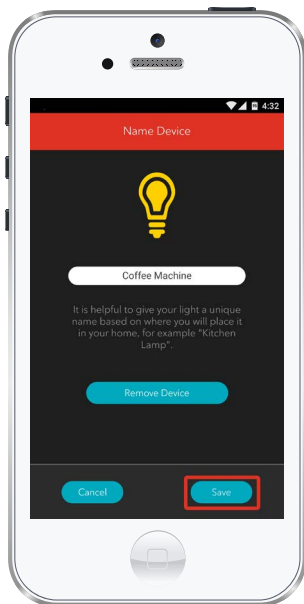 4:32
Name Device
Coffee Machine
It is helpful to give your light a unique
name based on where you will place it
in your home, for example "Kitchen
Lamp".
Remove Device
Cancel
Save